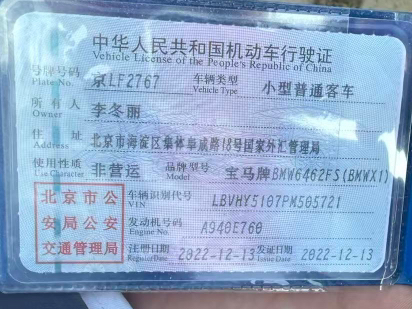 中华人民共和国机动车行驶证
Vehicle License of the People's Republic of China
号牌号码 京LF2767 车辆类型 小型普通客车
Plate No. Vehicle Type
所有人 李冬丽
Owner
住址 北京市海淀区 18号国家外汇管理局
Address
使用性质 非营运 品牌型号 宝马牌BMW6462FS(BMWX1)
Use Character Model
北京市公 车辆识别代号 LBVHY5107PM505721
VIN
安局公安 发动机号码 A940E760
Engine No.
交通管理局 注册日期 2022-12-13 发证日期 2022-12-13
Register Date Issue Date